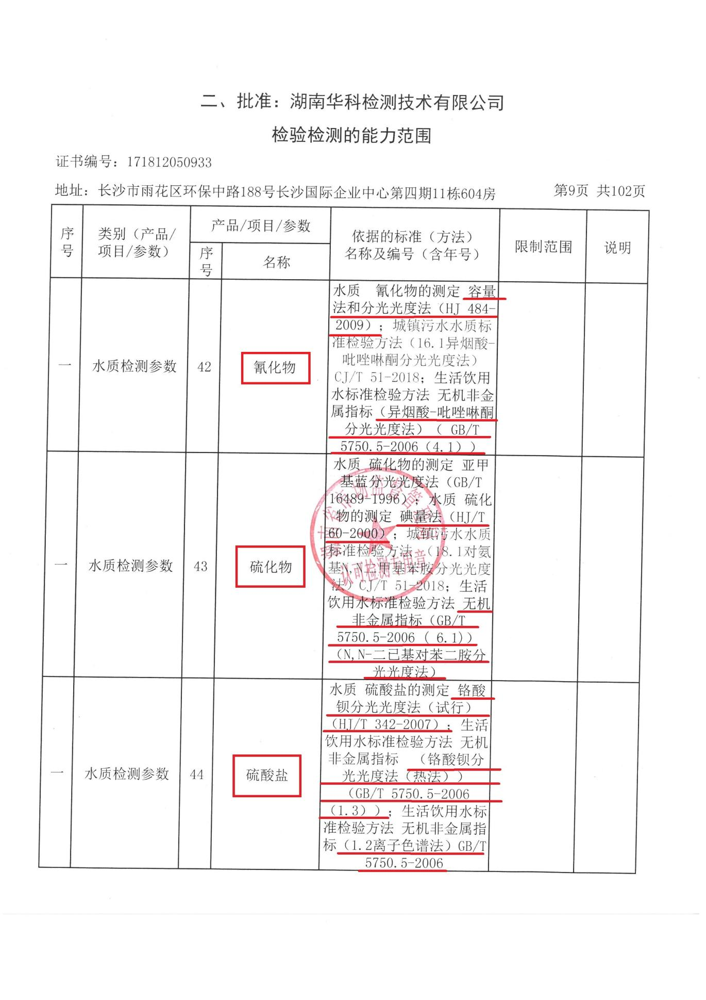 二、批准：湖南华科检测技术有限公司
检验检测的能力范围
证书编号：171812050933
地址：长沙市雨花区环保中路188号长沙国际企业中心第四期11栋604房
第9页 共102页
序号
类别（产品/
项目/参数）
产品/项目/参数
序号
名称
依据的标准（方法）
名称及编号（含年号）
限制范围
说明
一
水质检测参数
42
氰化物
水质 氰化物的测定 容量
法和分光光度法（HJ 484-
2009）；城镇污水水质标
准检验方法（16.1异烟酸-
吡唑啉酮分光光度法）
CJ/T 51-2018；生活饮用
水标准检验方法 无机非金
属指标（异烟酸-吡唑啉酮
分光光度法）（ GB/T
5750.5-2006（4.1））
一
水质检测参数
43
硫化物
水质 硫化物的测定 亚甲
基蓝分光光度法（GB/T
16489-1996）；水质 硫化
物的测定 碘量法（HJ/T
60-2000）；城镇污水水质
标准检验方法 （18.1对氨
基N,N二甲基苯胺分光光度
法）CJ/T 51-2018；生活
饮用水标准检验方法 无机
非金属指标（GB/T
5750.5-2006（ 6.1)）
（N,N-二已基对苯二胺分
光光度法）
湖南省市场监督管理局
认可检测专用章
一
水质检测参数
44
硫酸盐
水质 硫酸盐的测定 铬酸
钡分光光度法（试行）
（HJ/T 342-2007）；生活
饮用水标准检验方法 无机
非金属指标 （铬酸钡分
光光度法（热法））
（GB/T 5750.5-2006
（1.3））；生活饮用水标
准检验方法 无机非金属指
标（1.2离子色谱法）GB/T
5750.5-2006